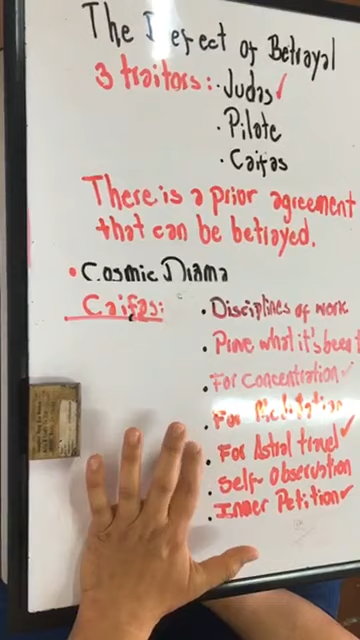 The Defect of Betrayal
3 traitors: • Judas ✓
• Pilate
• Caifas
There is a prior agreement
that can be betrayed.
• Cosmic Drama
Caifas:
• Disciplines of work
• Prove what it's been
• For Concentration ✓
• For Meditation
• For Astral travel ✓
• Self-Observation
• Inner Petition ✓